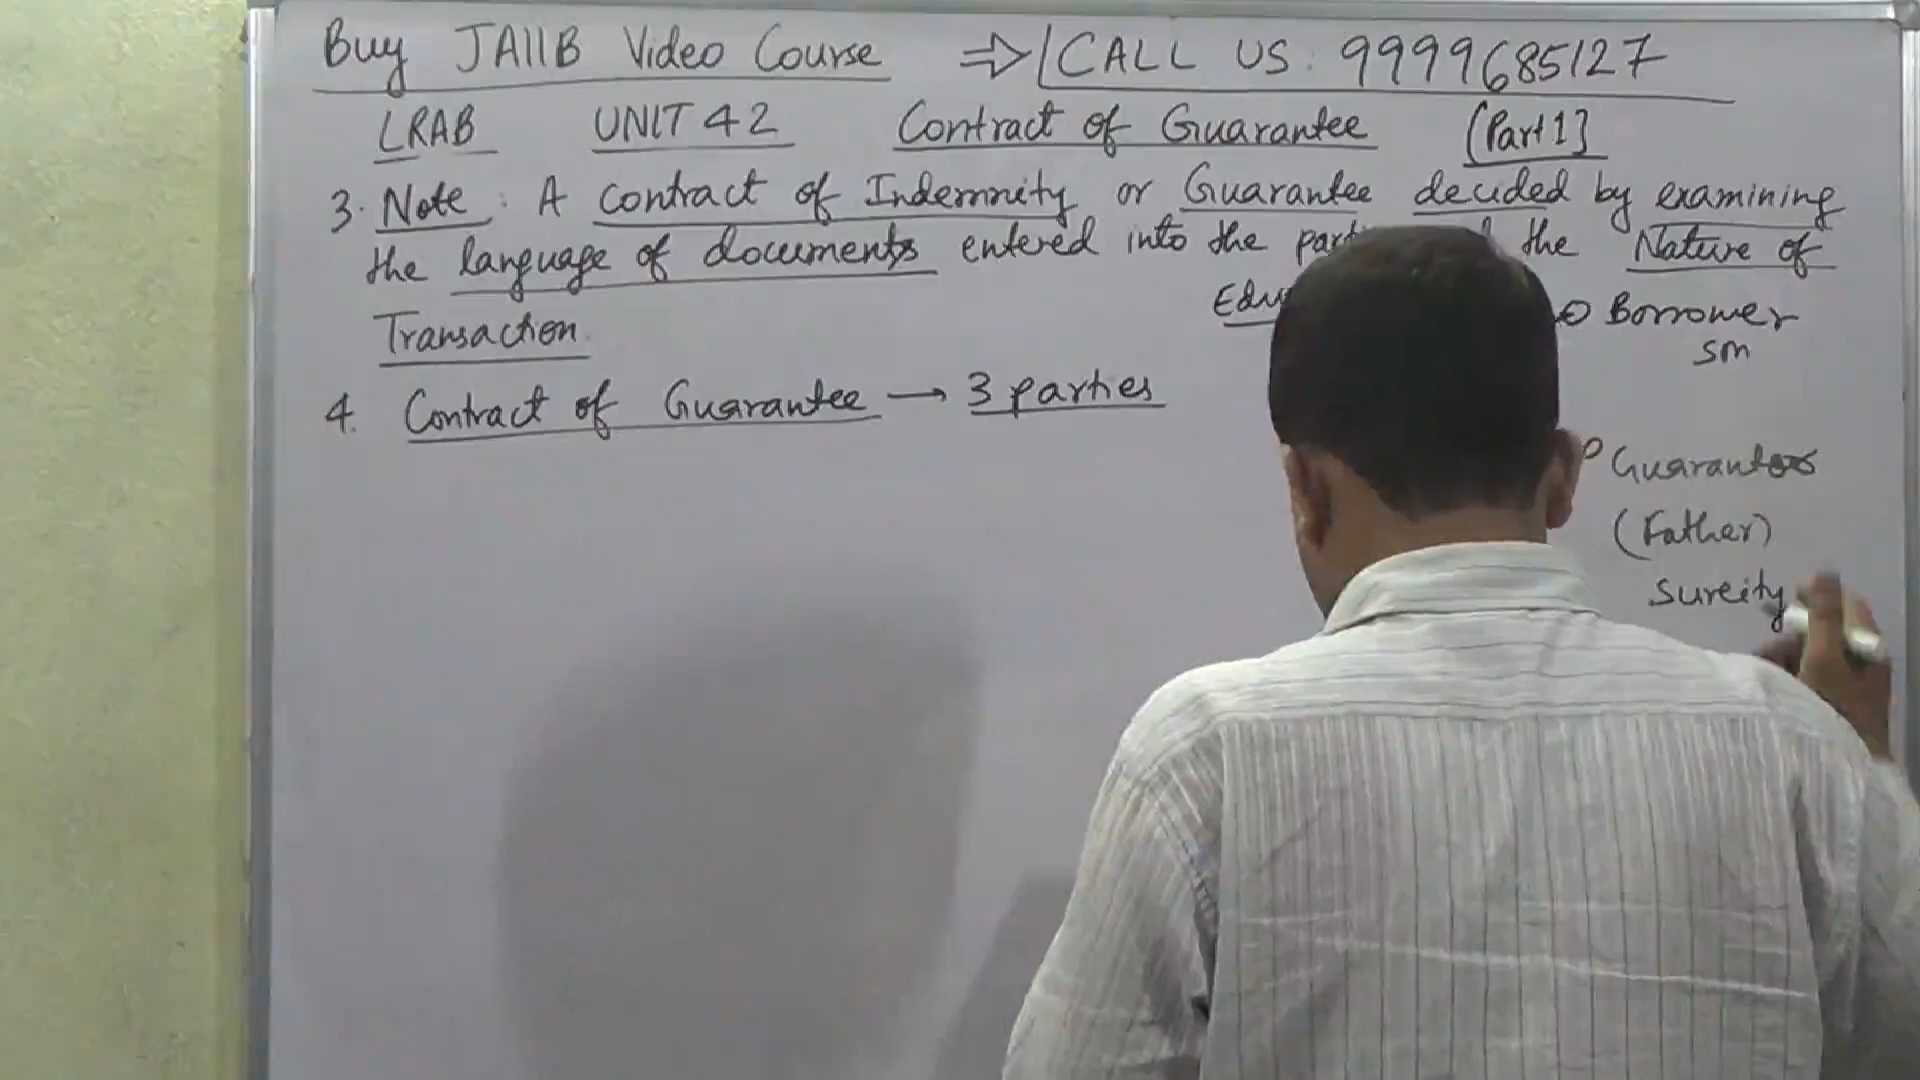 Buy JAIIB Video Course ⇒ CALL US: 9999685127
LRAB UNIT 42 Contract of Guarantee [Part 1]
3. Note: A contract of Indemnity or Guarantee decided by examining
the language of documents entered into the the Nature of
Transaction. Borrower
4. Contract of Guarantee → 3 parties
Guarantor
(Father)
Sureity